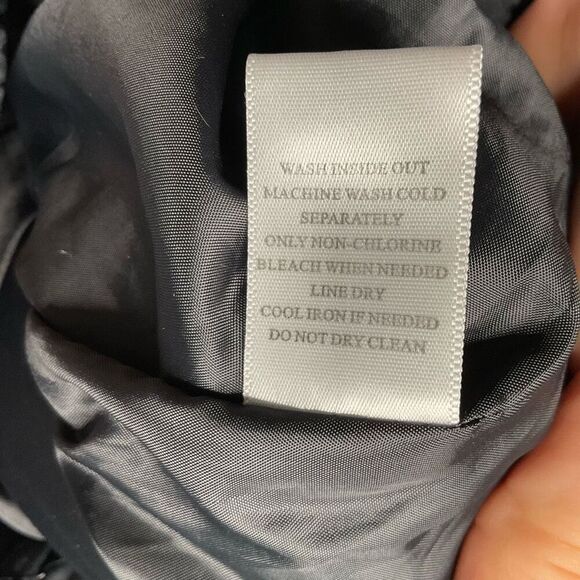 WASH INSIDE OUT
MACHINE WASH COLD
SEPARATELY
ONLY NON-CHLORINE
BLEACH WHEN NEEDED
LINE DRY
COOL IRON IF NEEDED
DO NOT DRY CLEAN